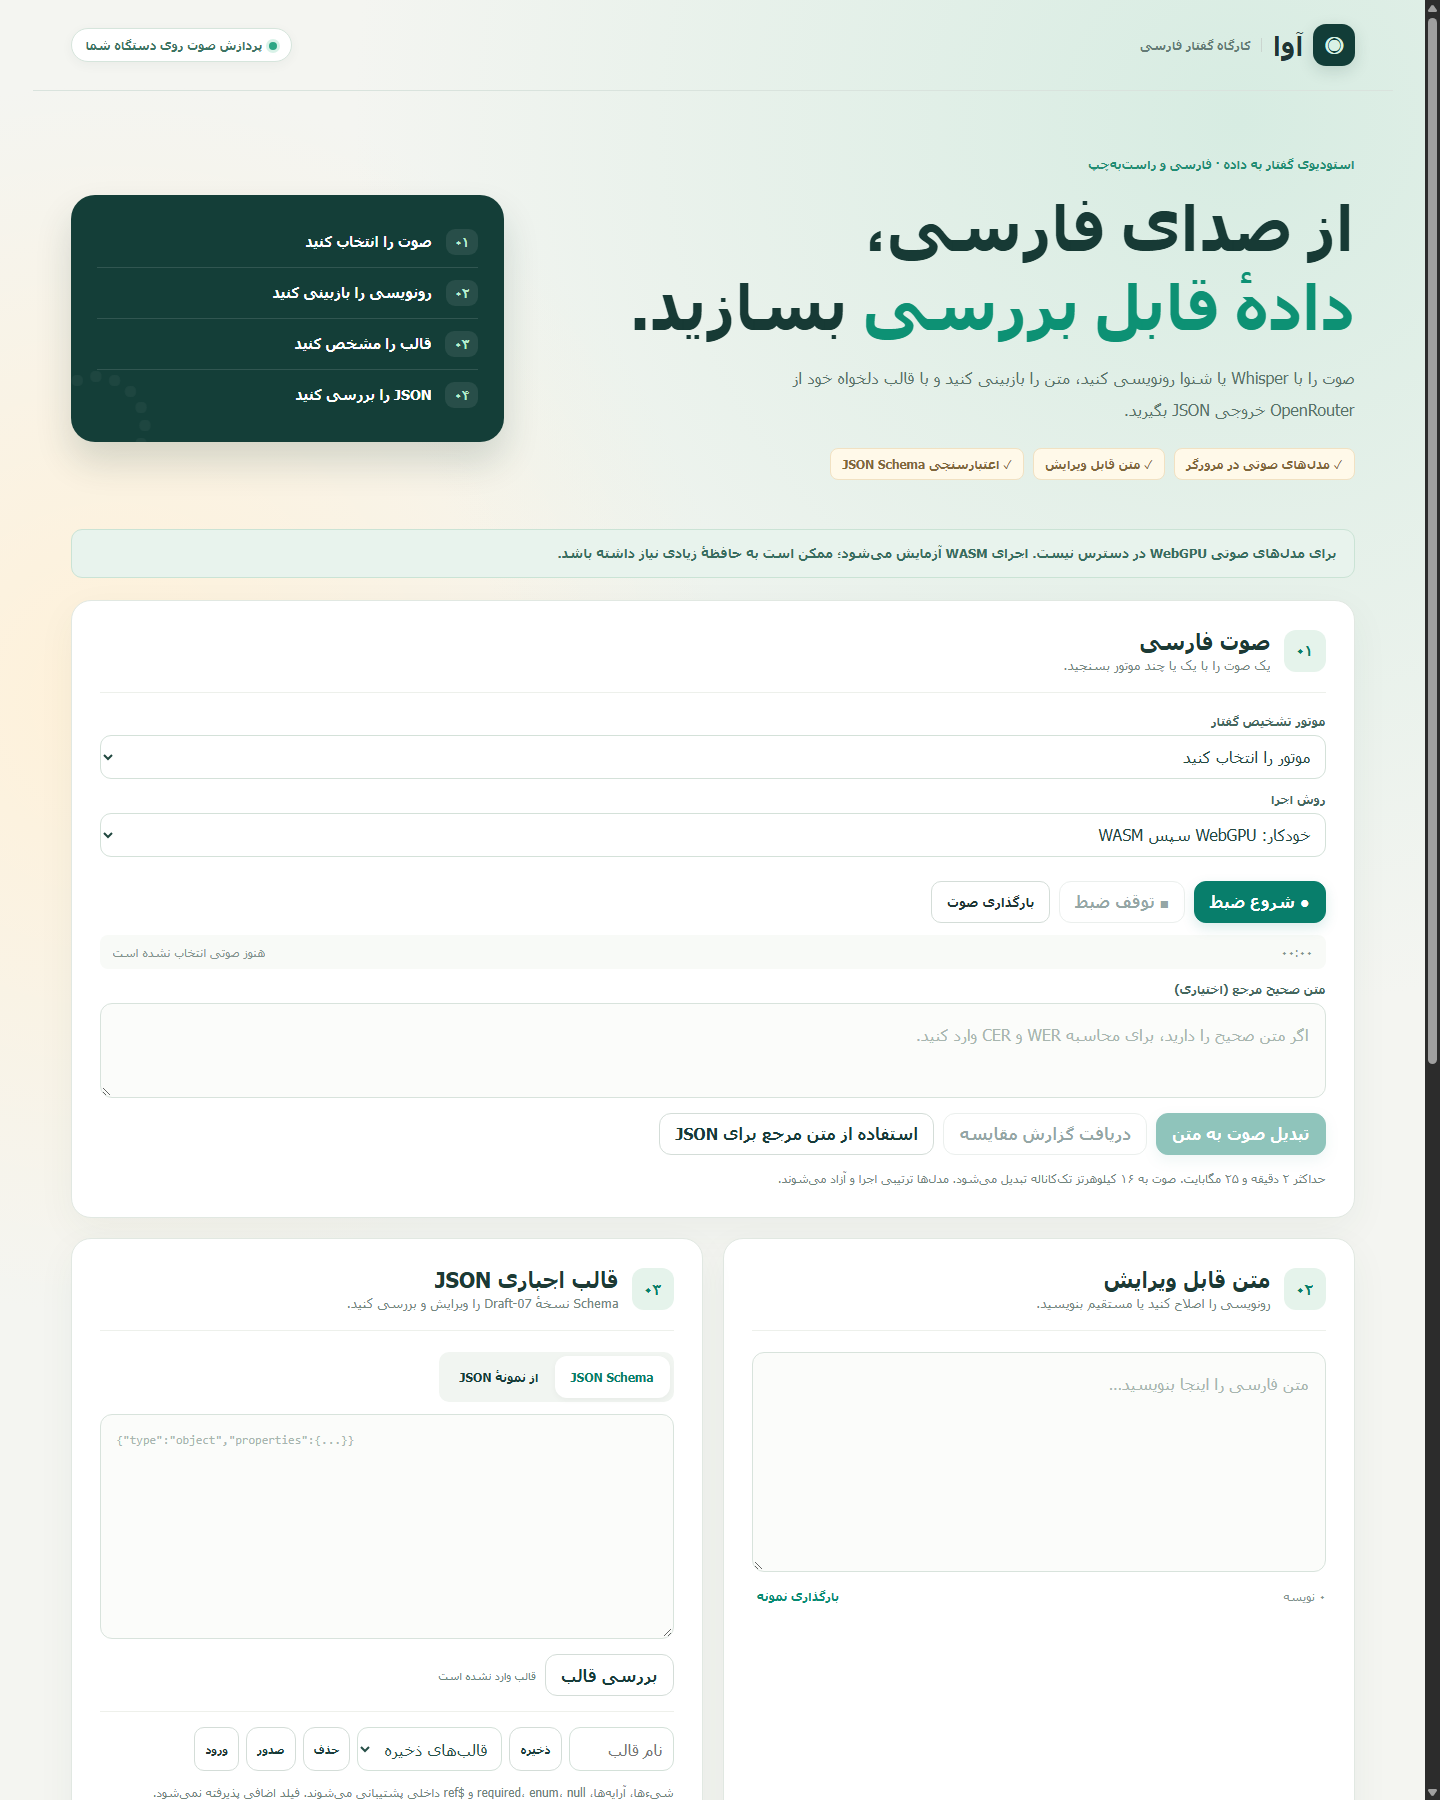 آوا
کارگاه گفتار فارسی
پردازش صوت روی دستگاه شما
استودیوی گفتار به داده · فارسی و راست‌به‌چپ
از صدای فارسی،
دادهٔ قابل بررسی بسازید.
صوت را با Whisper یا شنوا رونویسی کنید، متن را بازبینی کنید و با قالب دلخواه خود از
OpenRouter خروجی JSON بگیرید.
✓ مدل‌های صوتی در مرورگر
✓ متن قابل ویرایش
✓ اعتبارسنجی JSON Schema
۰۱ صوت را انتخاب کنید
۰۲ رونویسی را بازبینی کنید
۰۳ قالب را مشخص کنید
۰۴ JSON را بررسی کنید
برای مدل‌های صوتی WebGPU در دسترس نیست. اجرای WASM آزمایش می‌شود؛ ممکن است به حافظهٔ زیادی نیاز داشته باشد.
۰۱
صوت فارسی
یک صوت را با یک یا چند موتور بسنجید.
موتور تشخیص گفتار
موتور را انتخاب کنید
روش اجرا
خودکار: WebGPU سپس WASM
● شروع ضبط
■ توقف ضبط
بارگذاری صوت
۰۰:۰۰
هنوز صوتی انتخاب نشده است
متن صحیح مرجع (اختیاری)
اگر متن صحیح را دارید، برای محاسبه WER و CER وارد کنید.
تبدیل صوت به متن
دریافت گزارش مقایسه
استفاده از متن مرجع برای JSON
حداکثر ۲ دقیقه و ۲۵ مگابایت. صوت به ۱۶ کیلوهرتز تک‌کاناله تبدیل می‌شود. مدل‌ها ترتیبی اجرا و آزاد می‌شوند.
۰۲
متن قابل ویرایش
رونویسی را اصلاح کنید یا مستقیم بنویسید.
متن فارسی را اینجا بنویسید...
۰ نویسه
بارگذاری نمونه
۰۳
قالب اجباری JSON
Schema نسخهٔ Draft-07 را ویرایش و بررسی کنید.
JSON Schema
از نمونهٔ JSON
{"type":"object","properties":{...}}
بررسی قالب
قالب وارد نشده است
نام قالب
ذخیره
قالب‌های ذخیره
حذف
صدور
ورود
شیءها، آرایه‌ها، required، enum، null و $ref داخلی پشتیبانی می‌شوند. فیلد اضافی پذیرفته نمی‌شود.